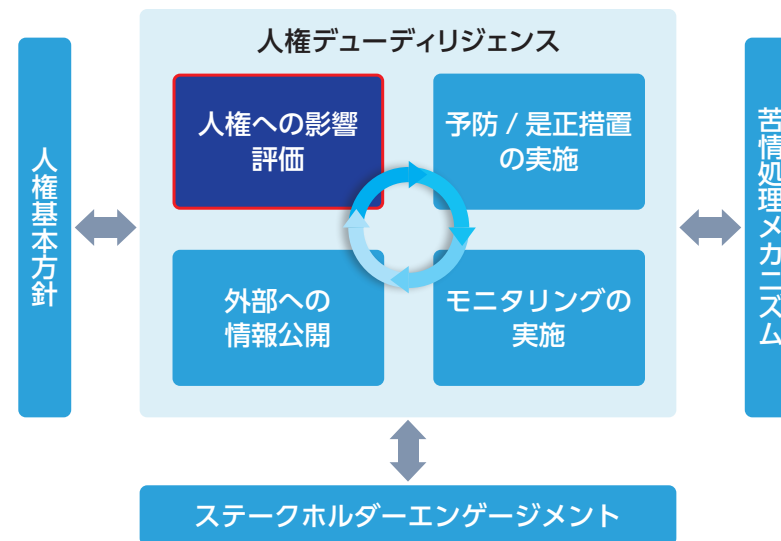 人権デューディリジェンス
人権基本方針
人権への影響
評価
予防 / 是正措置
の実施
外部への
情報公開
モニタリングの
実施
苦情処理メカニズム
ステークホルダーエンゲージメント